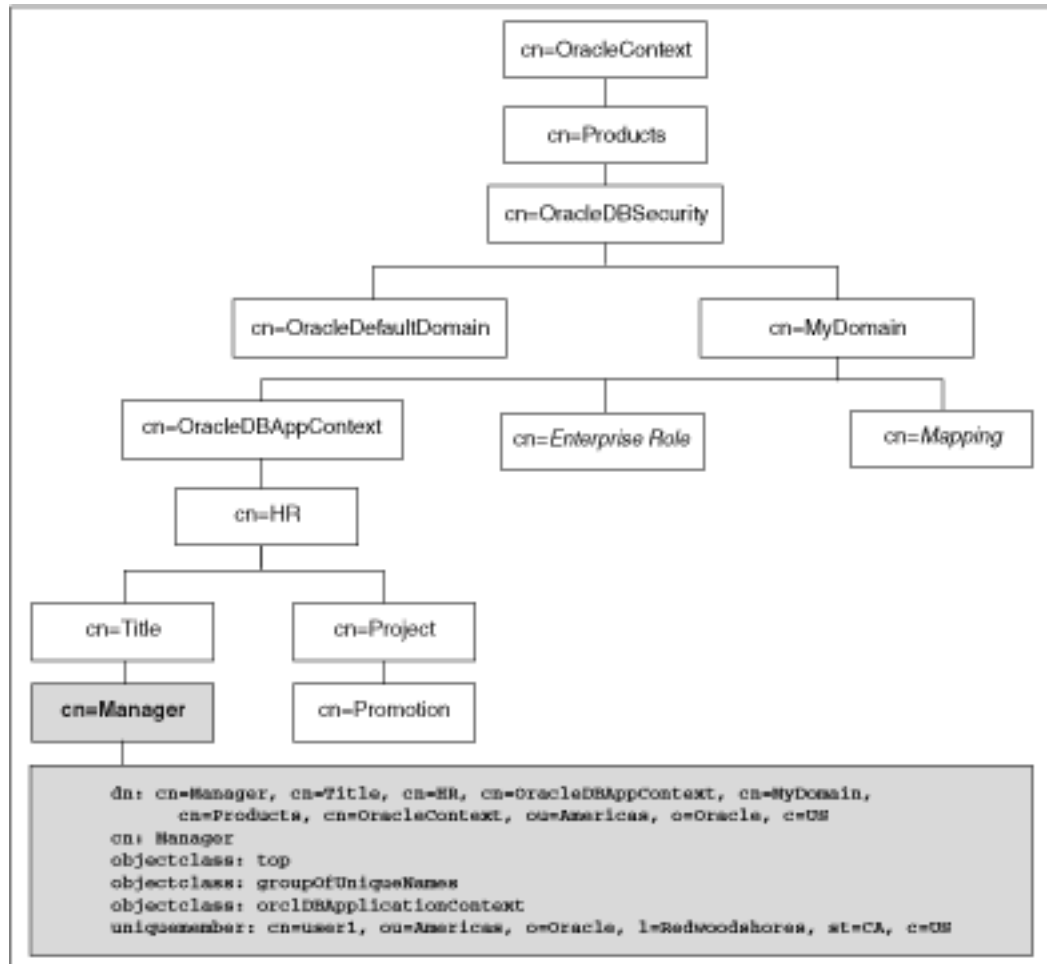 cn=OracleContext
cn=Products
cn=OracleDBSecurity
cn=OracleDefaultDomain
cn=MyDomain
cn=OracleDBAppContext
cn=Enterprise Role
cn=Mapping
cn=HR
cn=Title
cn=Project
cn=Manager
cn=Promotion
dn: cn=Manager, cn=Title, cn=HR, cn=OracleDBAppContext, cn=MyDomain,
cn=Products, cn=OracleContext, ou=Americas, o=Oracle, c=US
cn: Manager
objectclass: top
objectclass: groupOfUniqueNames
objectclass: orclDBApplicationContext
uniquemember: cn=user1, ou=Americas, o=Oracle, l=Redwoodshores, st=CA, c=US